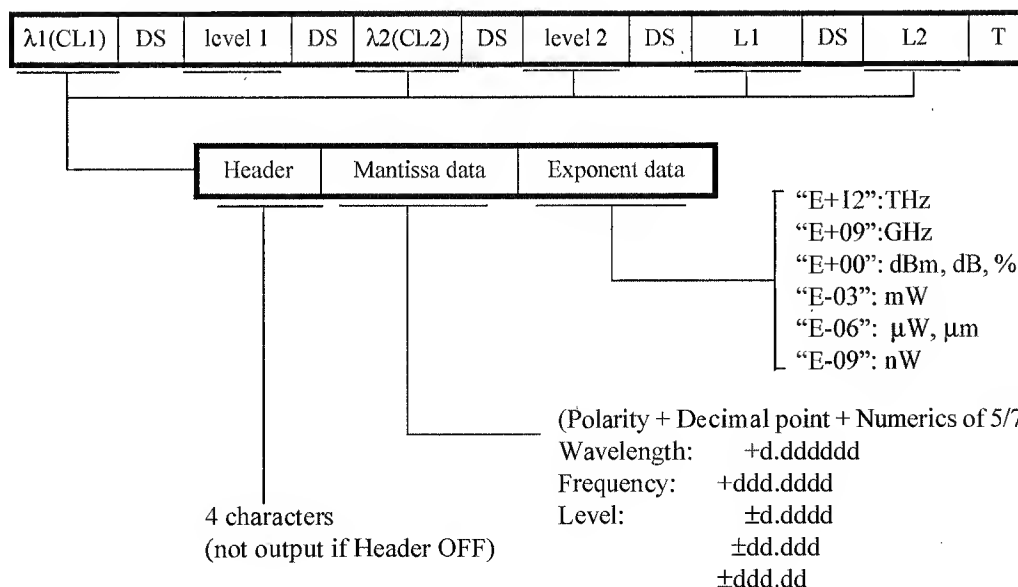 λ1(CL1) DS level 1 DS λ2(CL2) DS level 2 DS L1 DS L2 T
Header Mantissa data Exponent data
“E+12”:THz
“E+09”:GHz
“E+00”: dBm, dB, %
“E-03”: mW
“E-06”: μW, μm
“E-09”: nW
(Polarity + Decimal point + Numerics of 5/7
Wavelength: +d.dddddd
Frequency: +ddd.dddd
Level: ±d.dddd
±dd.ddd
±ddd.dd
4 characters
(not output if Header OFF)